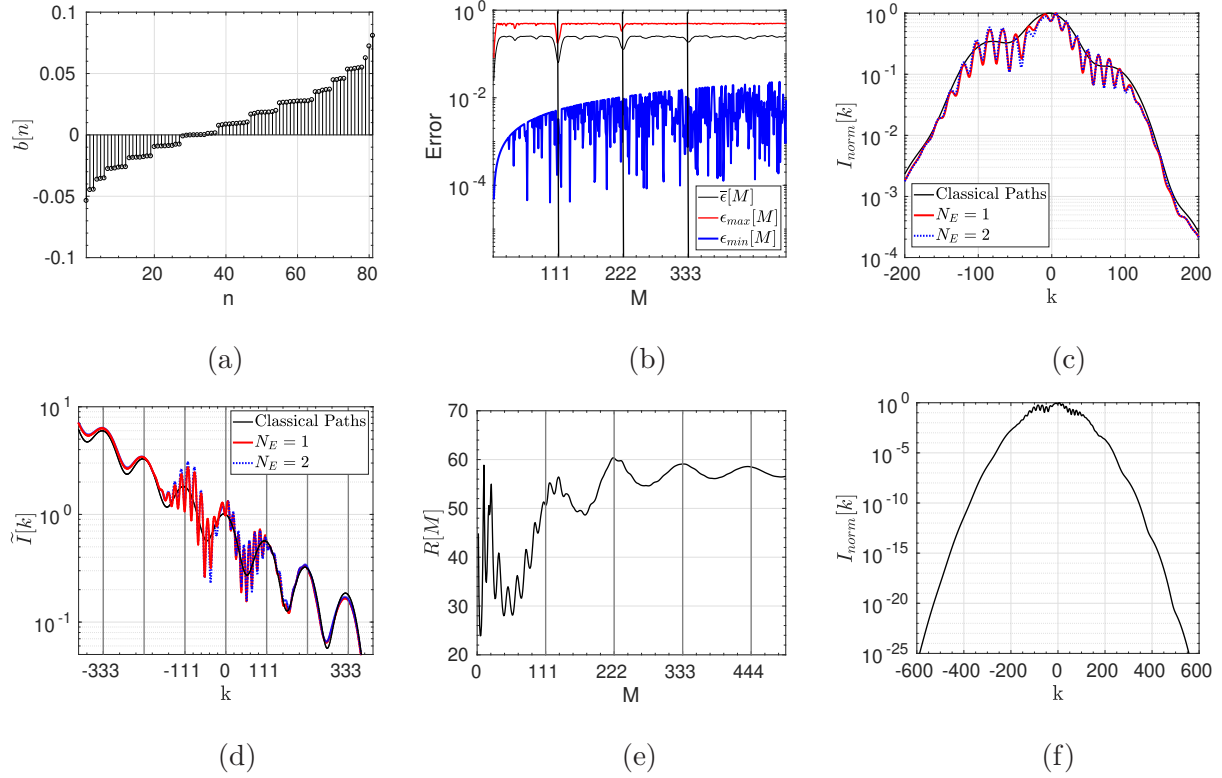 0.1
0.05
0
-0.05
-0.1
b[n]
20
40
60
80
n
(a)
10^0
10^-2
10^-4
Error
ε̄[M]
ϵ_max[M]
ϵ_min[M]
111
222
333
M
(b)
10^0
10^-1
10^-2
10^-3
10^-4
I_norm[k]
Classical Paths
N_E = 1
N_E = 2
-200
-100
0
100
200
k
(c)
10^1
10^0
10^-1
Ĩ[k]
Classical Paths
N_E = 1
N_E = 2
-333
-111
0
111
333
k
(d)
70
60
50
40
30
20
R[M]
0
111
222
333
444
M
(e)
10^0
10^-5
10^-10
10^-15
10^-20
10^-25
I_norm[k]
-600
-400
-200
0
200
400
600
k
(f)